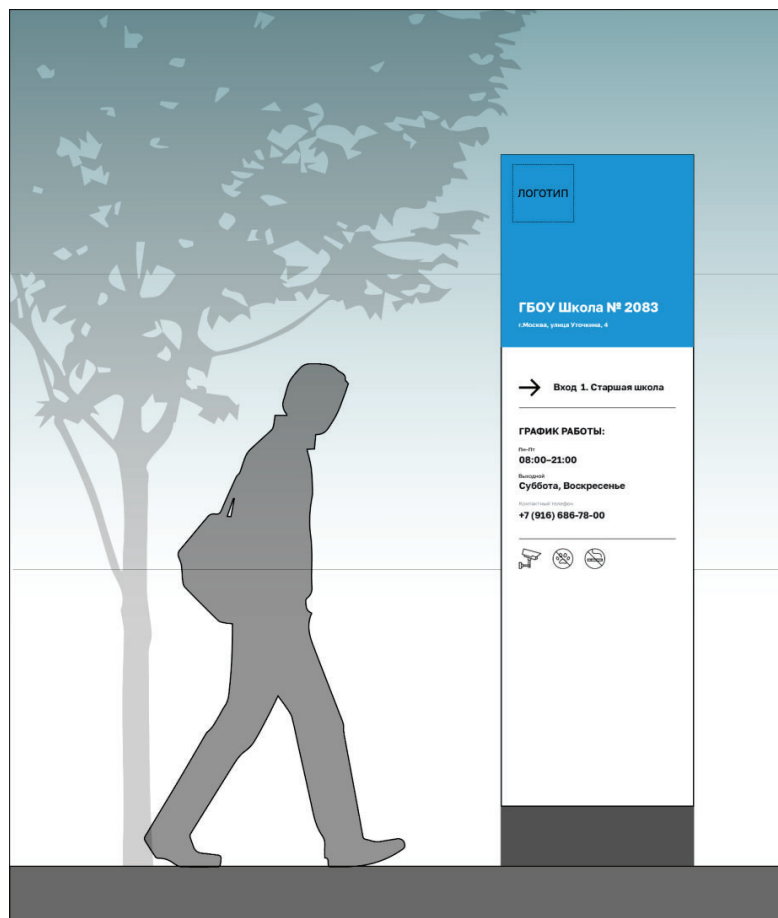 ЛОГОТИП
ГБОУ Школа № 2083
г.Москва, улица Уточкина, 4
Вход 1. Старшая школа
ГРАФИК РАБОТЫ:
Пн-Пт
08:00–21:00
Выходной
Суббота, Воскресенье
Контактный телефон
+7 (916) 686-78-00